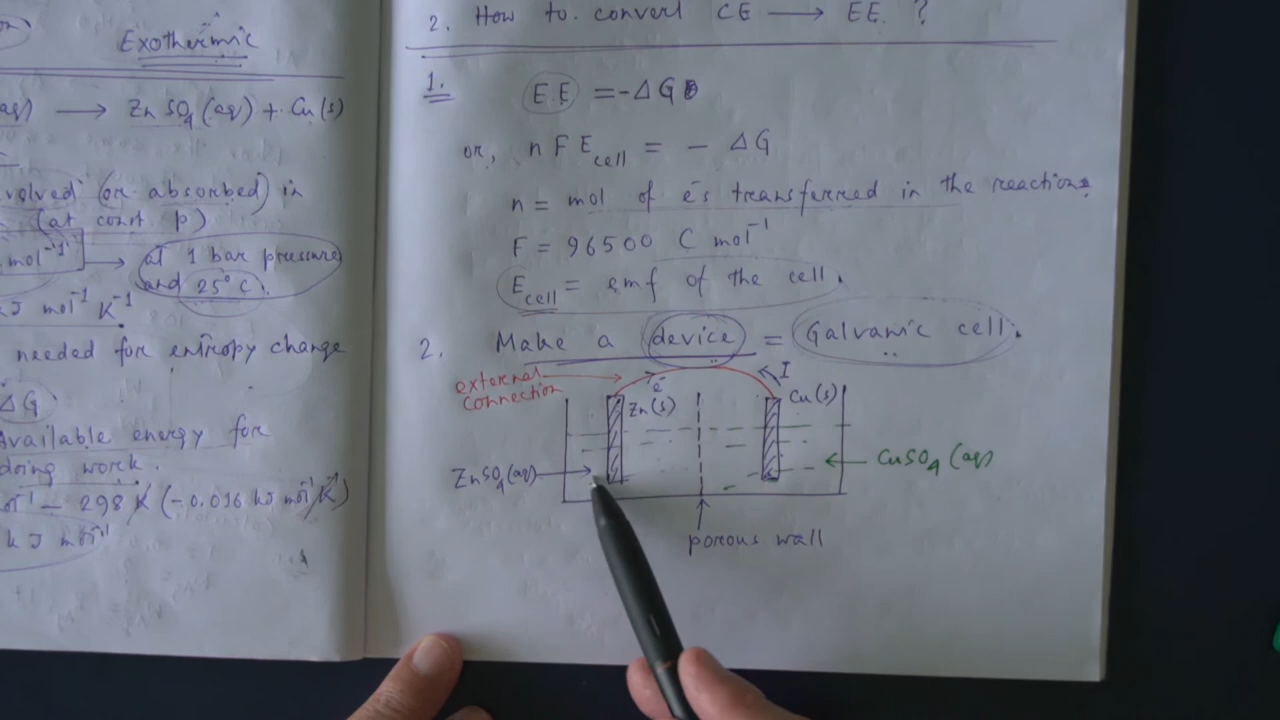 Exothermic
aq) → ZnSO4(aq) + Cu(s)
volved (or absorbed) in
(at const p)
mol⁻¹ → at 1 bar pressure
and 25°C.
kJ mol⁻¹ K⁻¹
needed for entropy change
ΔG
Available energy for
doing work.
mol⁻¹ − 298 K (−0.016 kJ mol⁻¹ K⁻¹)
kJ mol⁻¹
2. How to convert CE → EE ?
1. E.E = -ΔG
or, nFEcell = - ΔG
n = mol of e⁻s transferred in the reactions
F = 96500 C mol⁻¹
Ecell = emf of the cell.
2. Make a device = Galvanic cell.
external
connection
e⁻
I
Zn(s)
Cu(s)
ZnSO4(aq)
CuSO4(aq)
porous wall